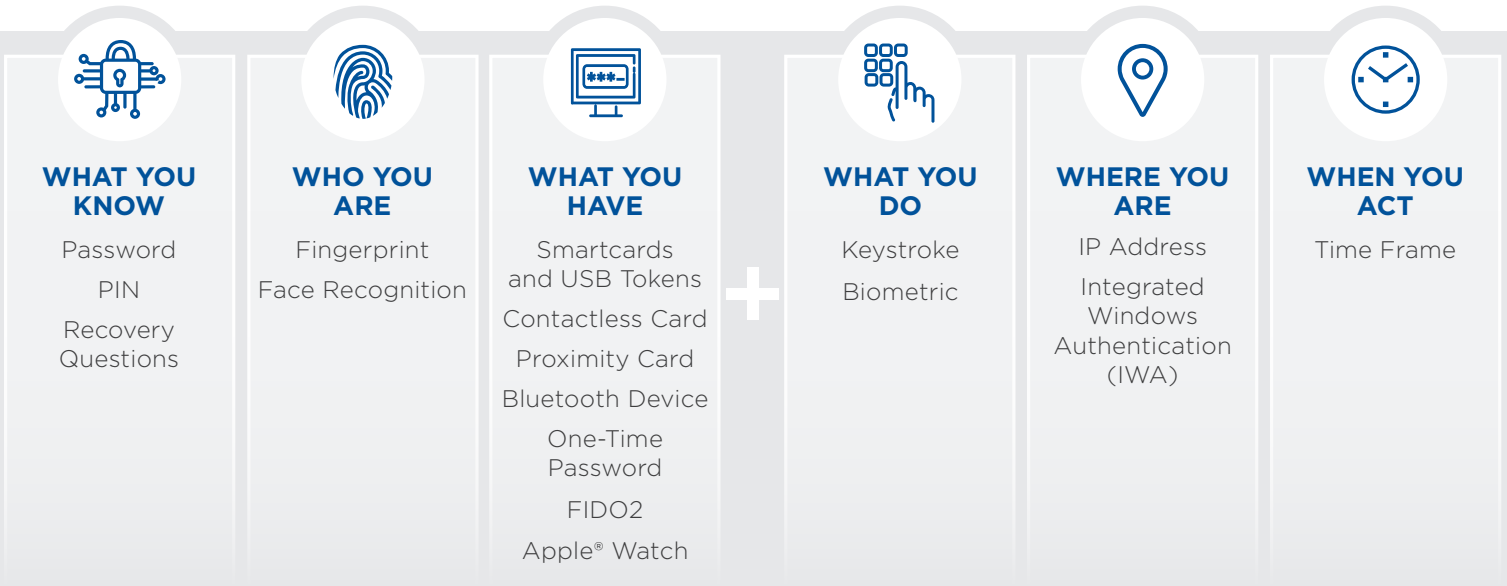 WHAT YOU
KNOW
Password
PIN
Recovery
Questions
WHO YOU
ARE
Fingerprint
Face Recognition
***_
WHAT YOU
HAVE
Smartcards
and USB Tokens
Contactless Card
Proximity Card
Bluetooth Device
One-Time
Password
FIDO2
Apple® Watch
+
WHAT YOU
DO
Keystroke
Biometric
WHERE YOU
ARE
IP Address
Integrated
Windows
Authentication
(IWA)
WHEN YOU
ACT
Time Frame